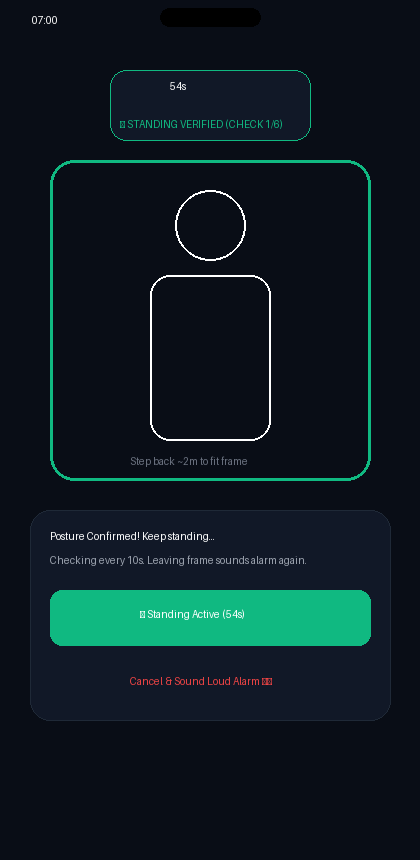 07:00
54s
STANDING VERIFIED (CHECK 1/6)
Step back ~2m to fit frame
Posture Confirmed! Keep standing...
Checking every 10s. Leaving frame sounds alarm again.
Standing Active (54s)
Cancel & Sound Loud Alarm